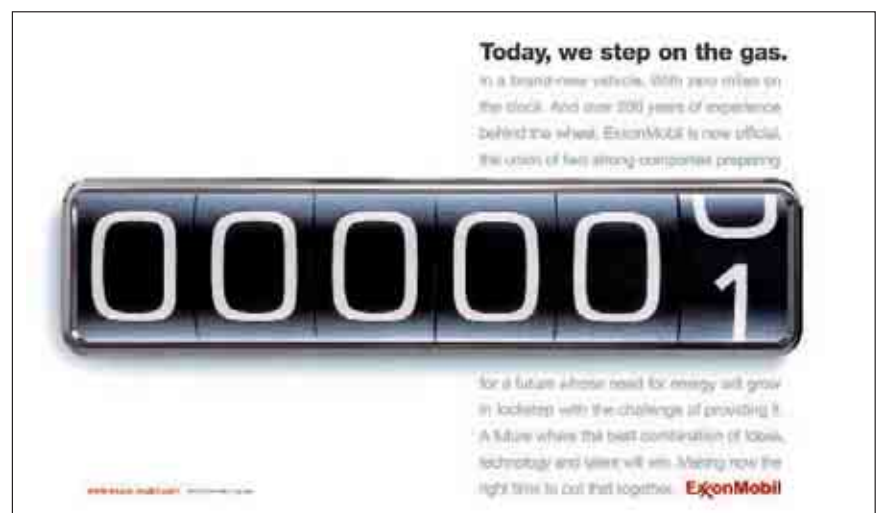 Today, we step on the gas.
In a brand-new vehicle. With zero miles on
the clock. And over 200 years of experience
behind the wheel. ExxonMobil is now official,
the union of two strong companies preparing
000000
1
for a future whose need for energy will grow
in lockstep with the challenge of providing it.
A future where the best combination of ideas,
technology and talent will win. Making now the
right time to put that together. ExxonMobil